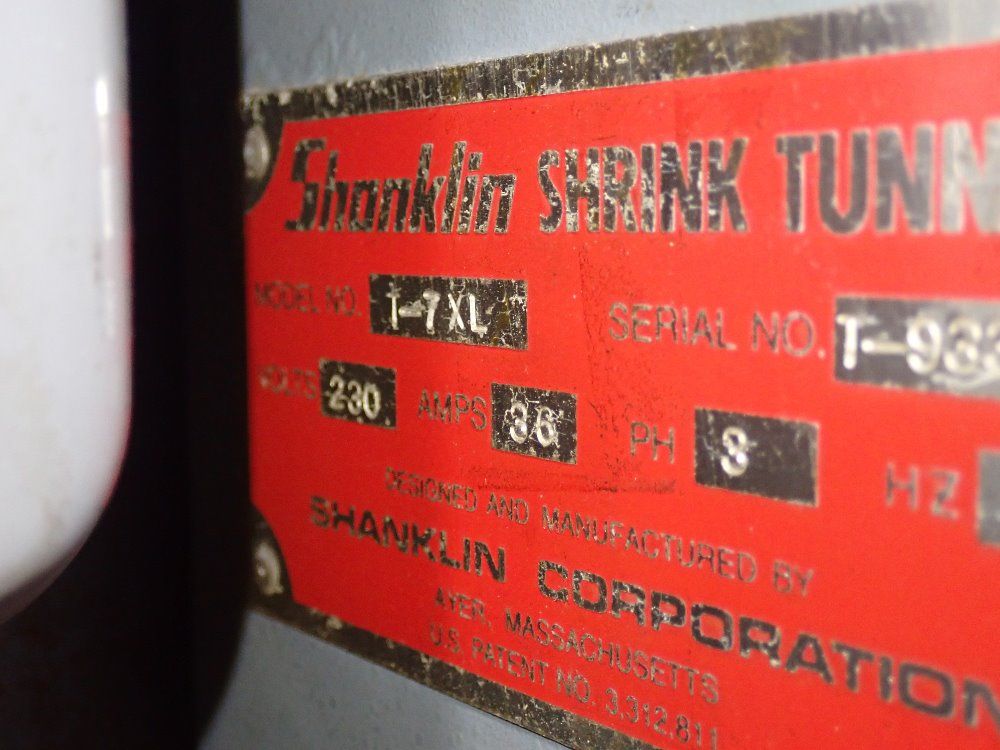 Shanklin SHRINK TUNN
MODEL NO. T-7XL SERIAL NO. T-933
VOLTS 230 AMPS 36 PH 3 HZ
DESIGNED AND MANUFACTURED BY
SHANKLIN CORPORATION
AYER, MASSACHUSETTS
U.S. PATENT NO. 3,312,811